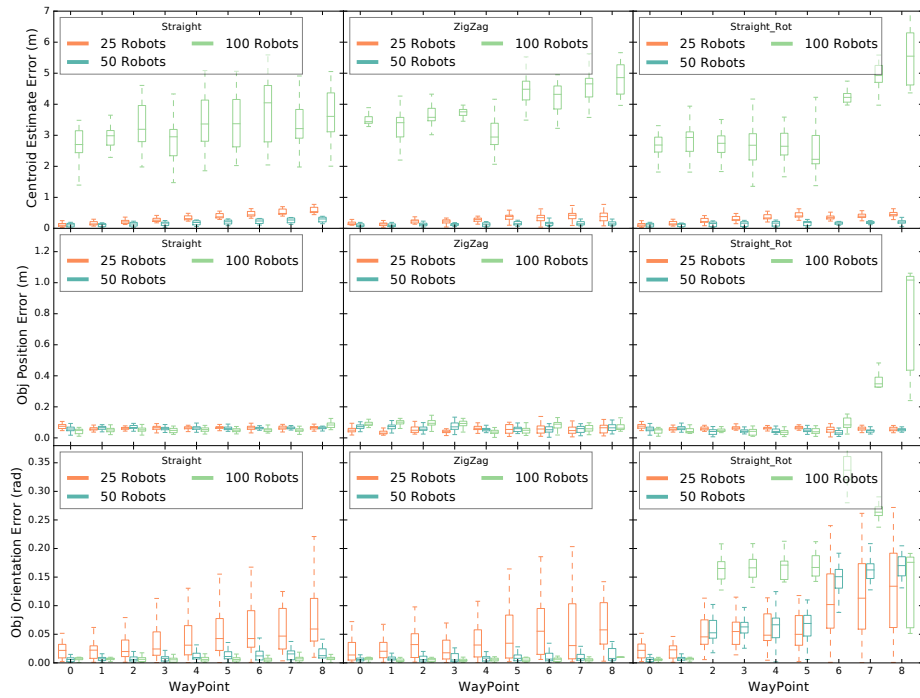 Centroid Estimate Error (m)
7
6
5
4
3
2
1
0
Straight
25 Robots 100 Robots
50 Robots
ZigZag
25 Robots 100 Robots
50 Robots
Straight_Rot
25 Robots 100 Robots
50 Robots
Obj Position Error (m)
1.2
1.0
0.8
0.6
0.4
0.2
0.0
Straight
25 Robots 100 Robots
50 Robots
ZigZag
25 Robots 100 Robots
50 Robots
Straight_Rot
25 Robots 100 Robots
50 Robots
Obj Orientation Error (rad)
0.35
0.30
0.25
0.20
0.15
0.10
0.05
0.00
Straight
25 Robots 100 Robots
50 Robots
ZigZag
25 Robots 100 Robots
50 Robots
Straight_Rot
25 Robots 100 Robots
50 Robots
0 1 2 3 4 5 6 7 8
WayPoint
0 1 2 3 4 5 6 7 8
WayPoint
0 1 2 3 4 5 6 7 8
WayPoint